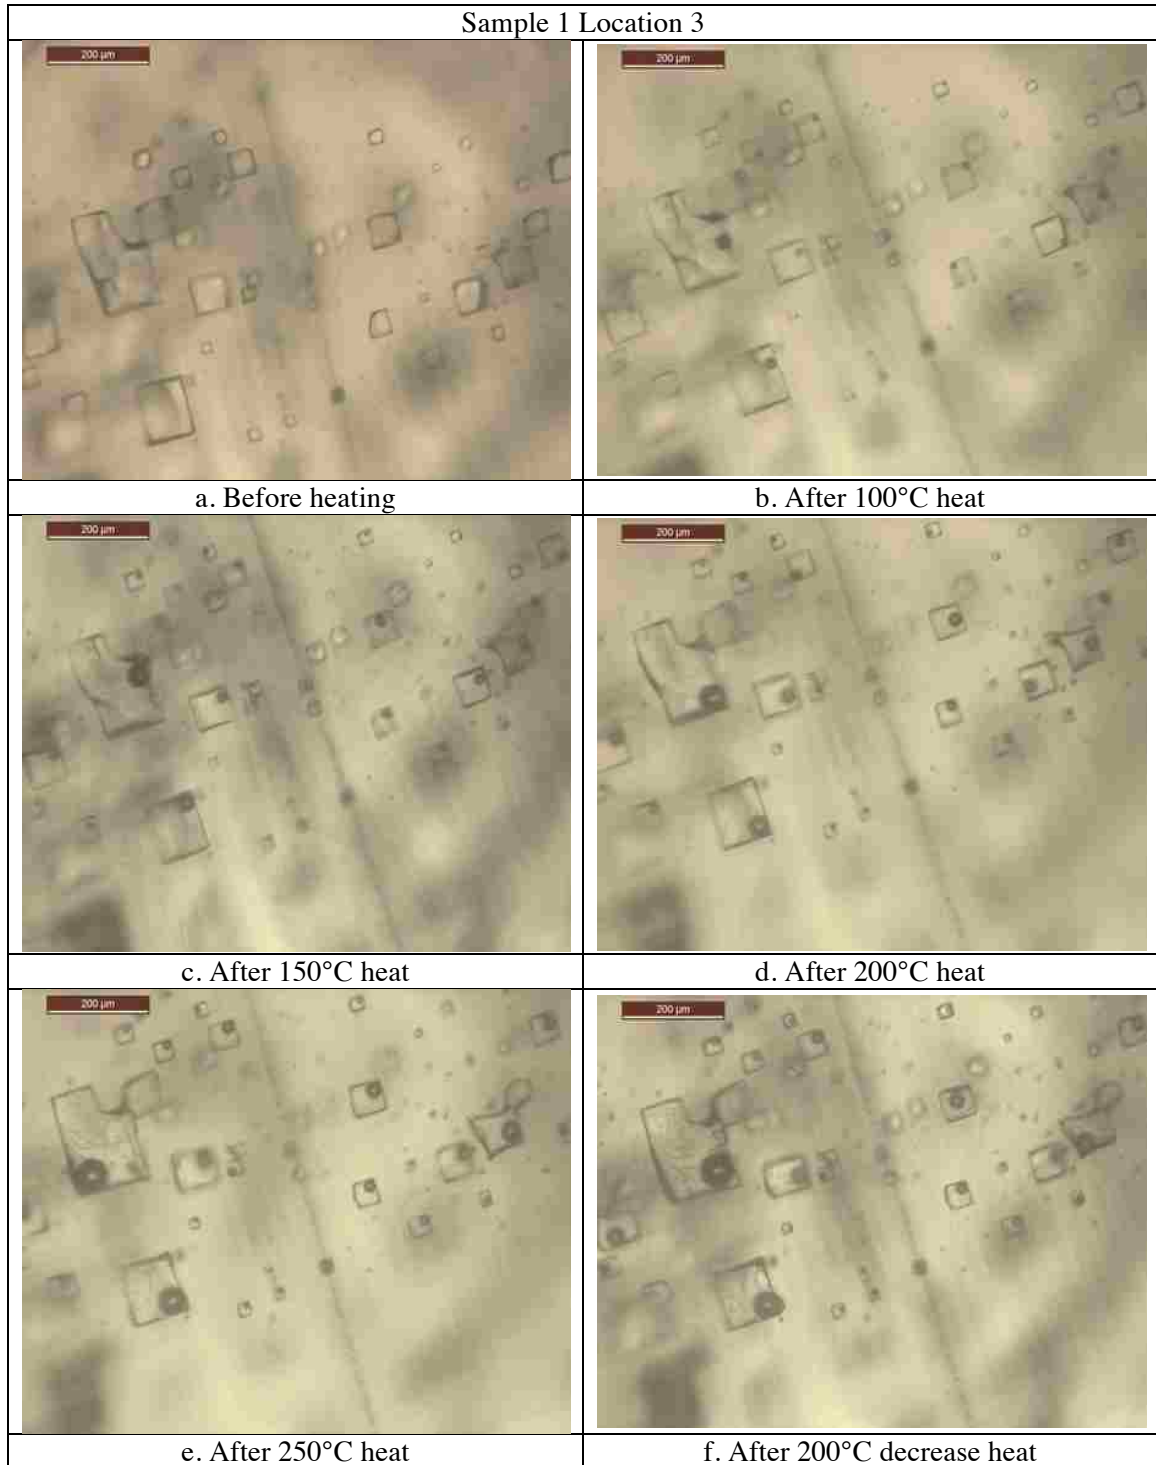 Sample 1 Location 3
200 µm
200 µm
a. Before heating
b. After 100°C heat
200 µm
200 µm
c. After 150°C heat
d. After 200°C heat
200 µm
200 µm
e. After 250°C heat
f. After 200°C decrease heat